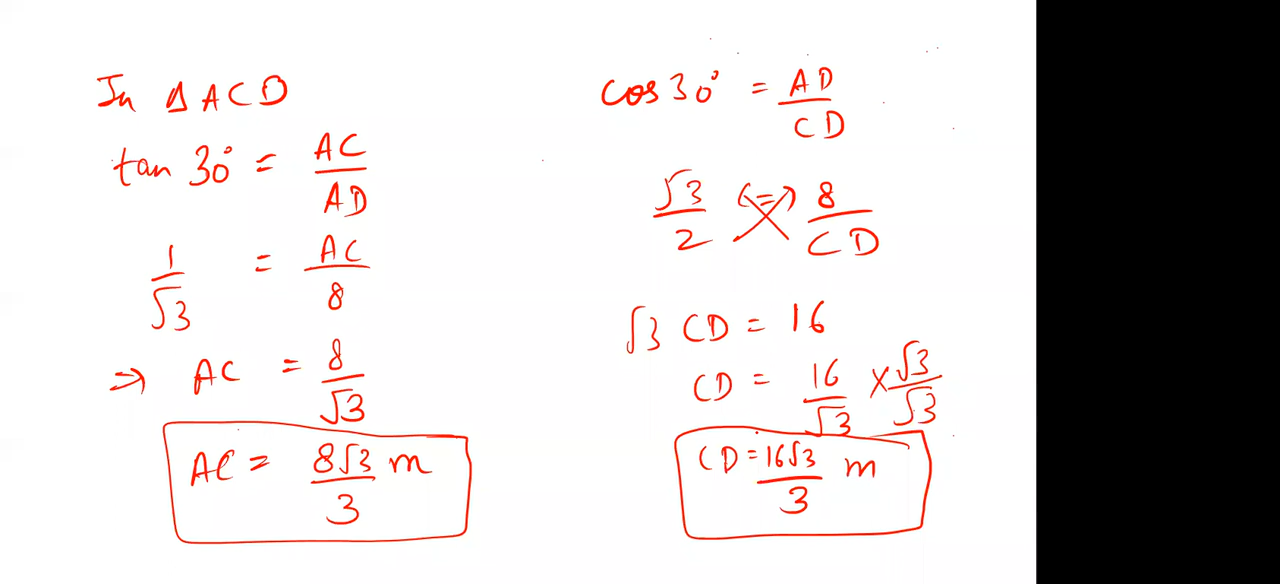 In Δ ACD
tan 30° = AC/AD
1/√3 = AC/8
⇒ AC = 8/√3
AC = 8√3/3 m
cos 30° = AD/CD
√3/2 = 8/CD
√3 CD = 16
CD = 16/√3 × √3/√3
CD = 16√3/3 m